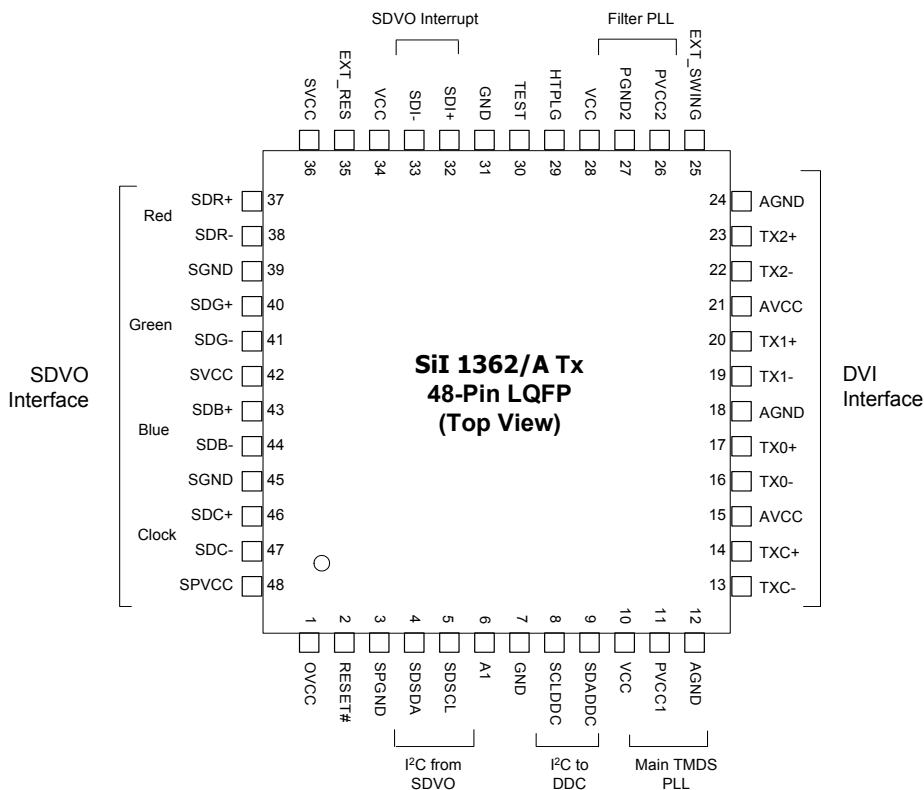 SDVO Interrupt
Filter PLL
SVCC
EXT_RES
VCC
SDI-
SDI+
GND
TEST
HTPLG
VCC
PGND2
PVCC2
EXT_SWING
36
35
34
33
32
31
30
29
28
27
26
25
SDVO
Interface
Red
Green
Blue
Clock
SDR+ 37
SDR- 38
SGND 39
SDG+ 40
SDG- 41
SVCC 42
SDB+ 43
SDB- 44
SGND 45
SDC+ 46
SDC- 47
SPVCC 48
SiI 1362/A Tx
48-Pin LQFP
(Top View)
24 AGND
23 TX2+
22 TX2-
21 AVCC
20 TX1+
19 TX1-
18 AGND
17 TX0+
16 TX0-
15 AVCC
14 TXC+
13 TXC-
DVI
Interface
1
2
3
4
5
6
7
8
9
10
11
12
OVCC
RESET#
SPGND
SDSDA
SDSCL
A1
GND
SCLDDC
SDADDC
VCC
PVCC1
AGND
I²C from
SDVO
I²C to
DDC
Main TMDS
PLL